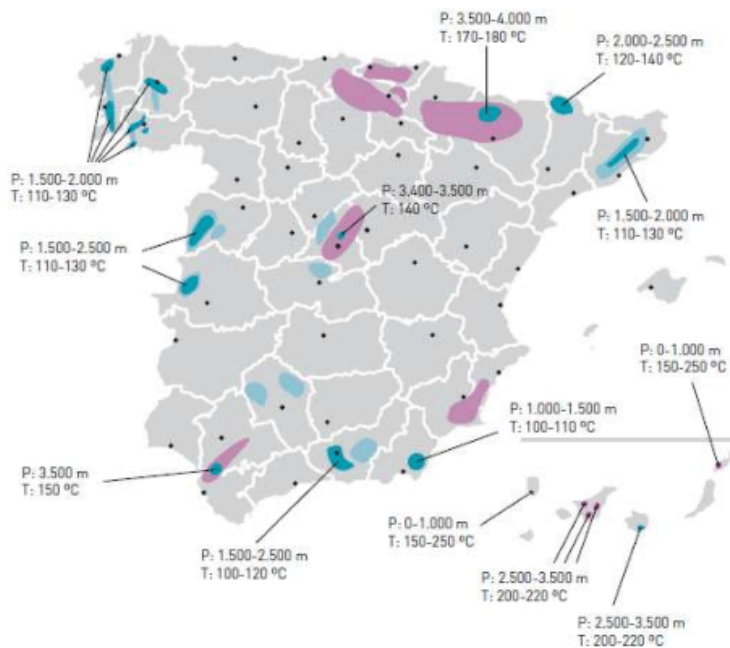 P: 3.500-4.000 m
T: 170-180 ºC
P: 2.000-2.500 m
T: 120-140 ºC
P: 1.500-2.000 m
T: 110-130 ºC
P: 3.400-3.500 m
T: 140 ºC
P: 1.500-2.000 m
T: 110-130 ºC
P: 1.500-2.500 m
T: 110-130 ºC
P: 0-1.000 m
T: 150-250 ºC
P: 1.000-1.500 m
T: 100-110 ºC
P: 3.500 m
T: 150 ºC
P: 0-1.000 m
T: 150-250 ºC
P: 1.500-2.500 m
T: 100-120 ºC
P: 2.500-3.500 m
T: 200-220 ºC
P: 2.500-3.500 m
T: 200-220 ºC